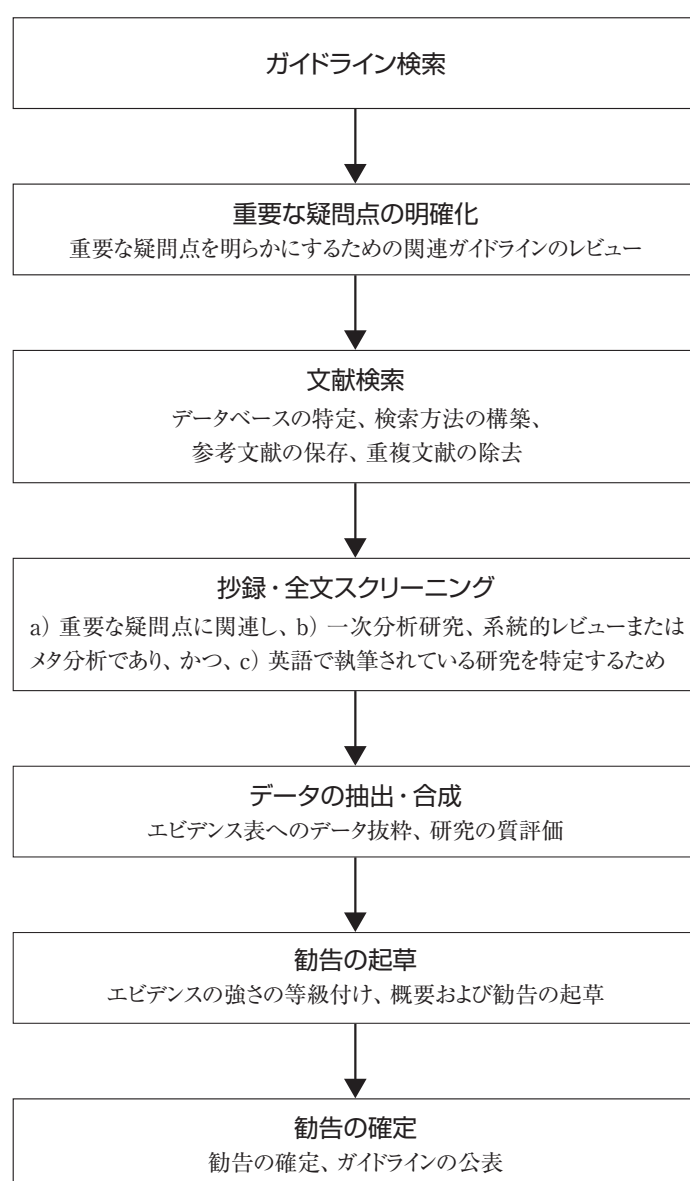 ガイドライン検索
重要な疑問点の明確化
重要な疑問点を明らかにするための関連ガイドラインのレビュー
文献検索
データベースの特定、検索方法の構築、
参考文献の保存、重複文献の除去
抄録・全文スクリーニング
a）重要な疑問点に関連し、b）一次分析研究、系統的レビューまたは
メタ分析であり、かつ、c）英語で執筆されている研究を特定するため
データの抽出・合成
エビデンス表へのデータ抜粋、研究の質評価
勧告の起草
エビデンスの強さの等級付け、概要および勧告の起草
勧告の確定
勧告の確定、ガイドラインの公表